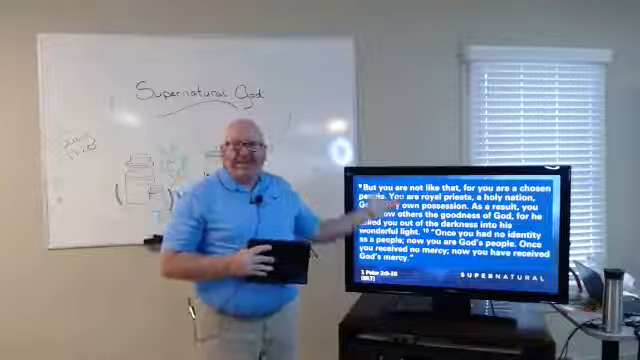 Supernatural God
⁹But you are not like that, for you are a chosen
people. You are royal priests, a holy nation,
own possession. As a result, you
others the goodness of God, for he
you out of the darkness into his
wonderful light. ¹⁰ "Once you had no identity
as a people; now you are God's people. Once
you received no mercy; now you have received
God's mercy."
1 Peter 2:9-10
(NLT)
SUPERNATURAL